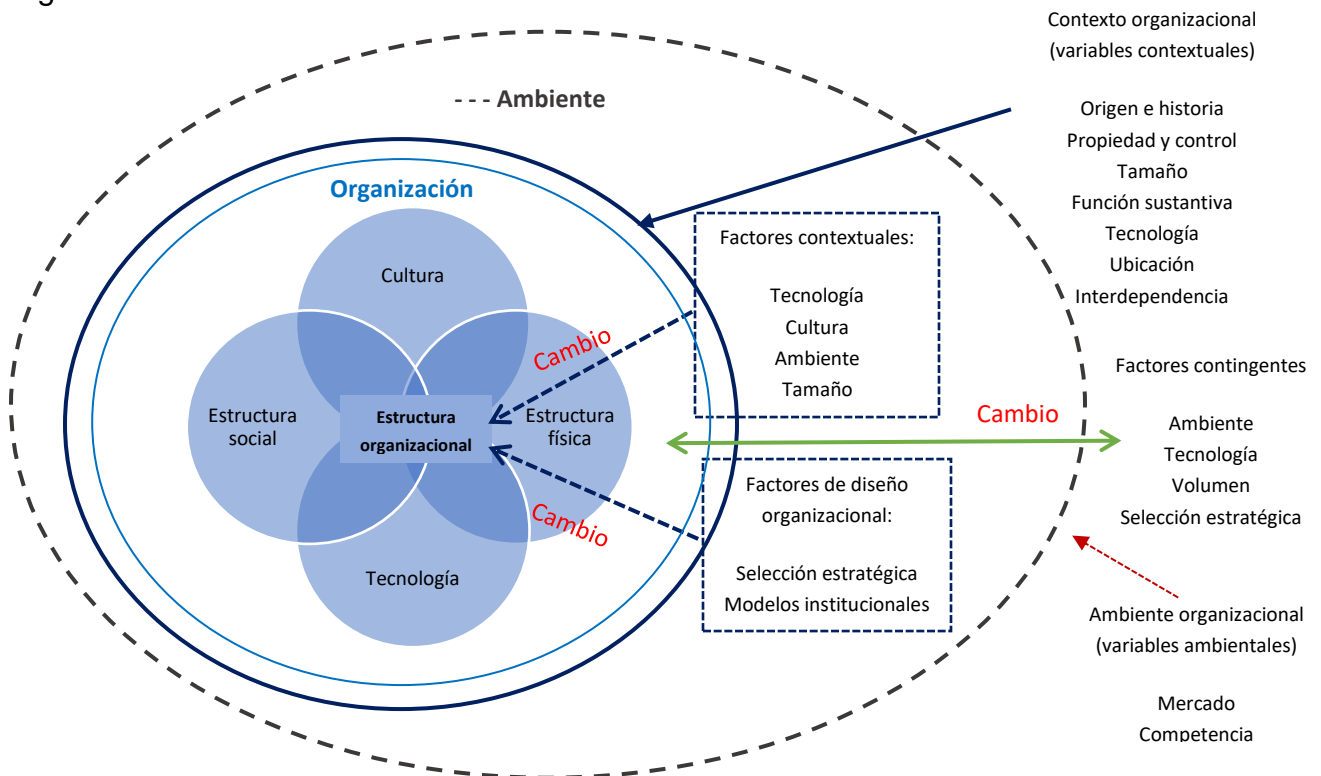 - - - Ambiente
Organización
Cultura
Estructura
social
Estructura
organizacional
Estructura
física
Tecnología
Cambio
Cambio
Factores contextuales:
Tecnología
Cultura
Ambiente
Tamaño
Factores de diseño
organizacional:
Selección estratégica
Modelos institucionales
Cambio
Contexto organizacional
(variables contextuales)
Origen e historia
Propiedad y control
Tamaño
Función sustantiva
Tecnología
Ubicación
Interdependencia
Factores contingentes
Ambiente
Tecnología
Volumen
Selección estratégica
Ambiente organizacional
(variables ambientales)
Mercado
Competencia